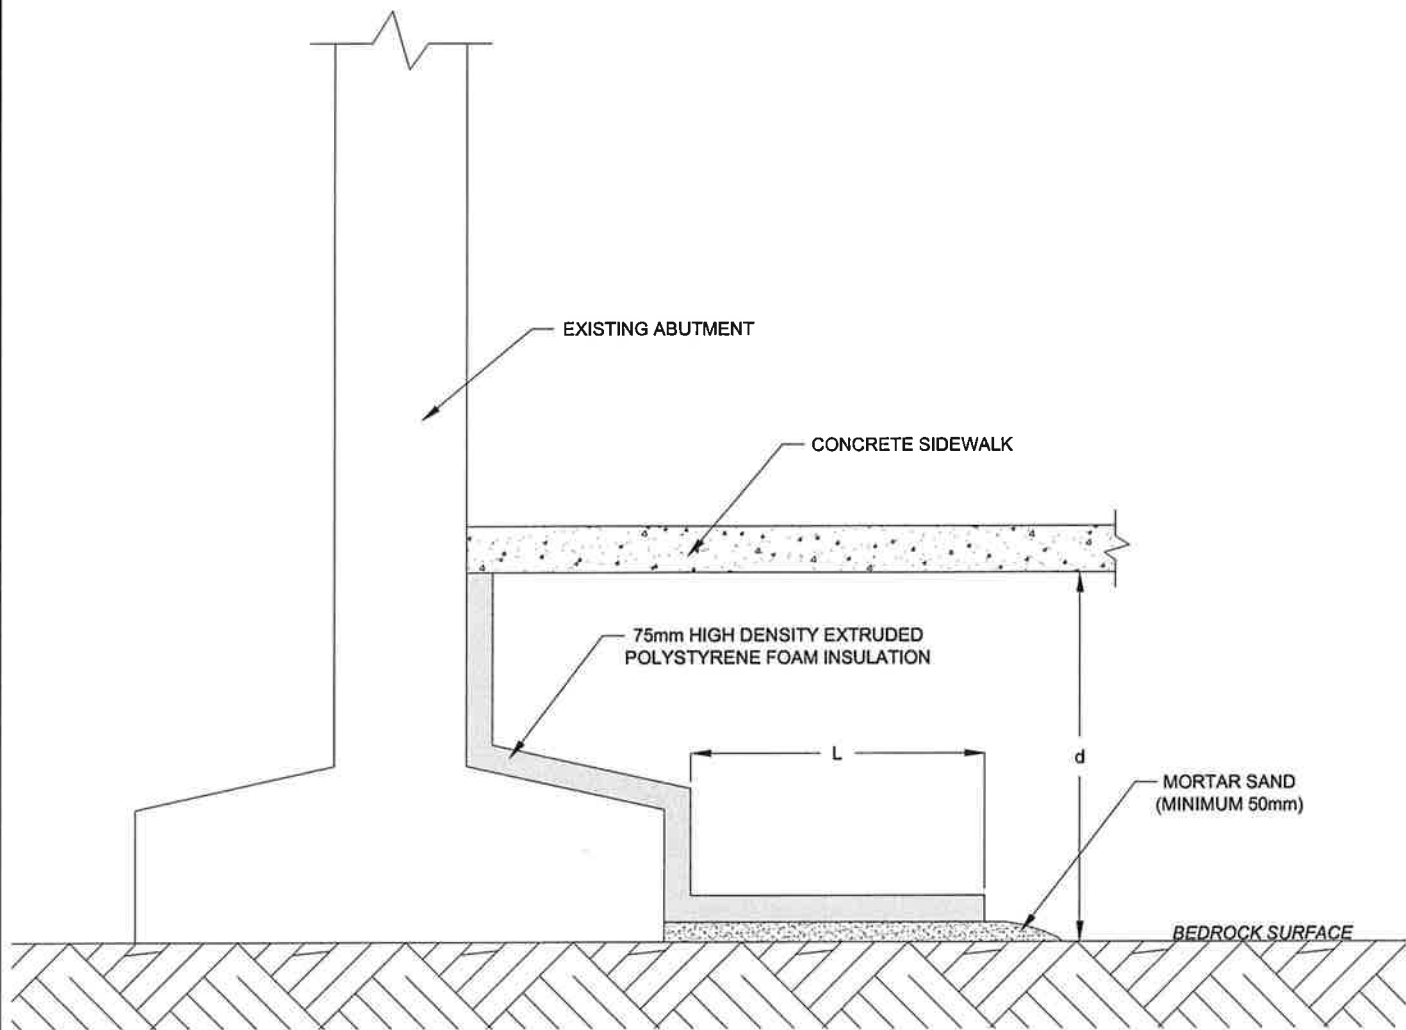 EXISTING ABUTMENT
CONCRETE SIDEWALK
75mm HIGH DENSITY EXTRUDED
POLYSTYRENE FOAM INSULATION
L
d
MORTAR SAND
(MINIMUM 50mm)
BEDROCK SURFACE